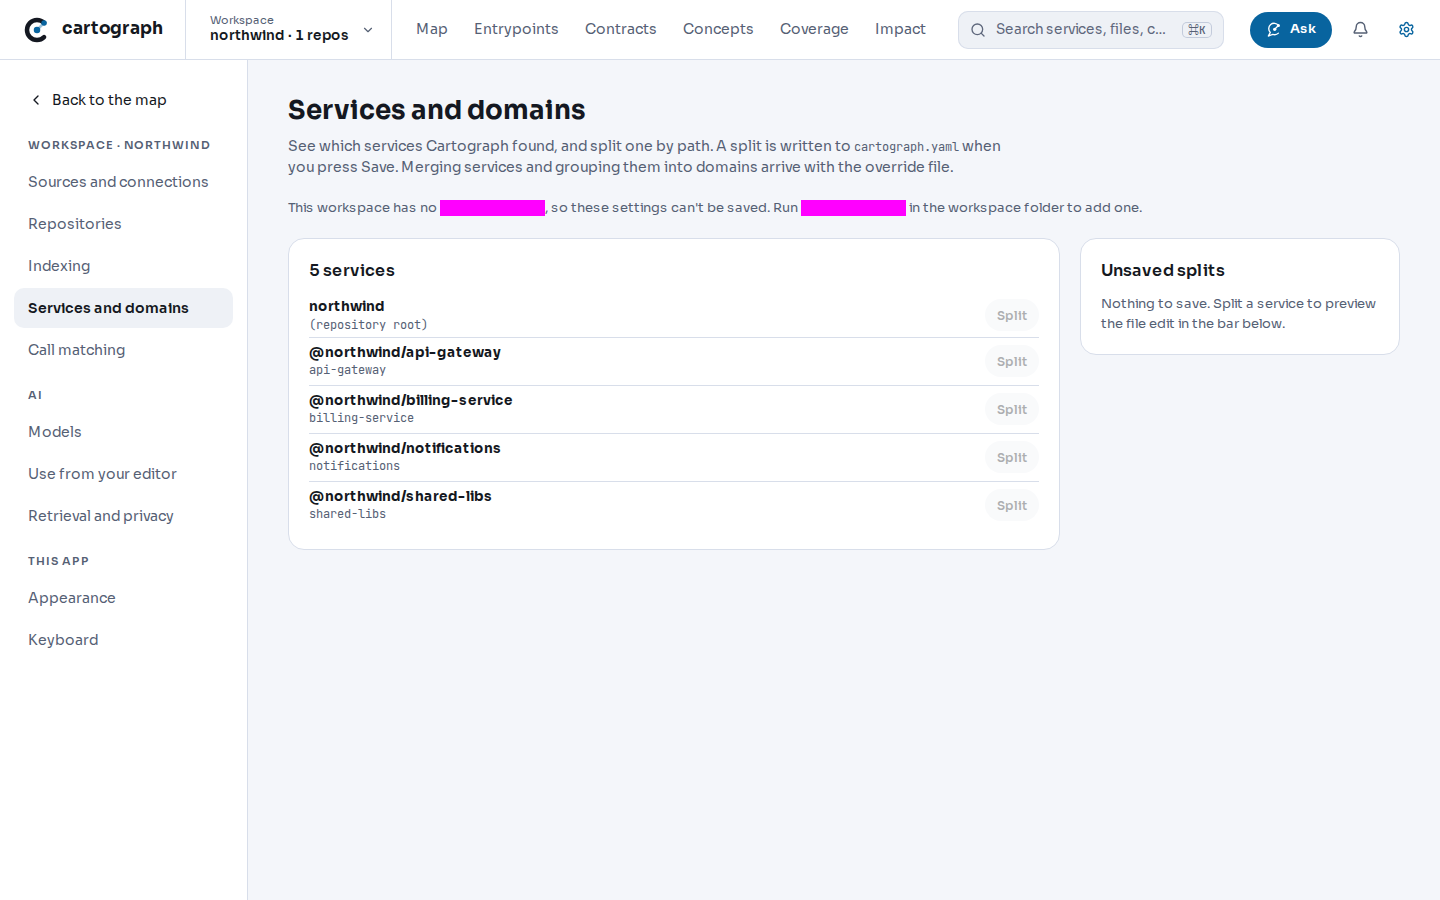 cartograph
Workspace
northwind · 1 repos
Map
Entrypoints
Contracts
Concepts
Coverage
Impact
Search services, files, c...
⌘K
Ask
Back to the map
WORKSPACE · NORTHWIND
Sources and connections
Repositories
Indexing
Services and domains
Call matching
AI
Models
Use from your editor
Retrieval and privacy
THIS APP
Appearance
Keyboard
Services and domains
See which services Cartograph found, and split one by path. A split is written to cartograph.yaml when
you press Save. Merging services and grouping them into domains arrive with the override file.
This workspace has no , so these settings can't be saved. Run in the workspace folder to add one.
5 services
northwind
(repository root)
Split
@northwind/api-gateway
api-gateway
Split
@northwind/billing-service
billing-service
Split
@northwind/notifications
notifications
Split
@northwind/shared-libs
shared-libs
Split
Unsaved splits
Nothing to save. Split a service to preview
the file edit in the bar below.